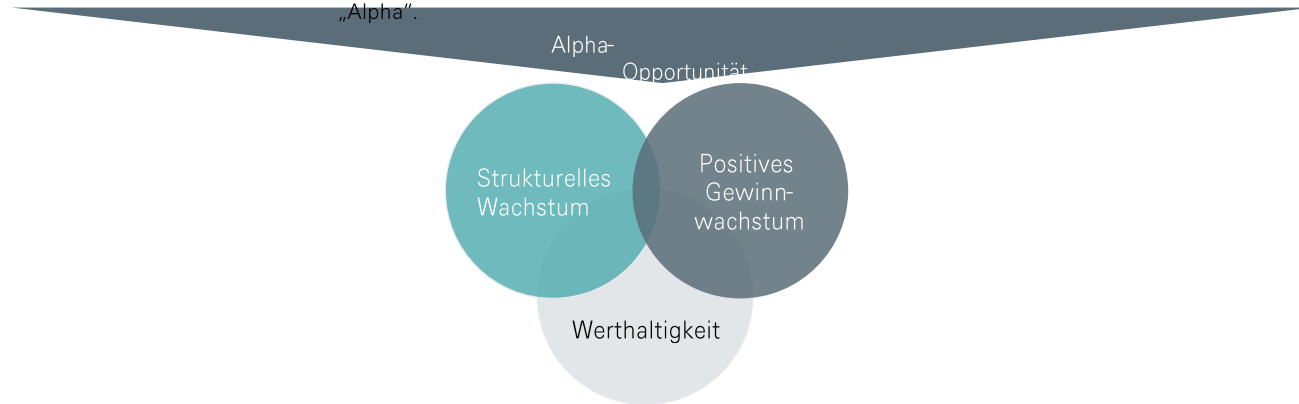 „Alpha“.
Alpha-
Opportunität
Strukturelles
Wachstum
Positives
Gewinn-
wachstum
Werthaltigkeit